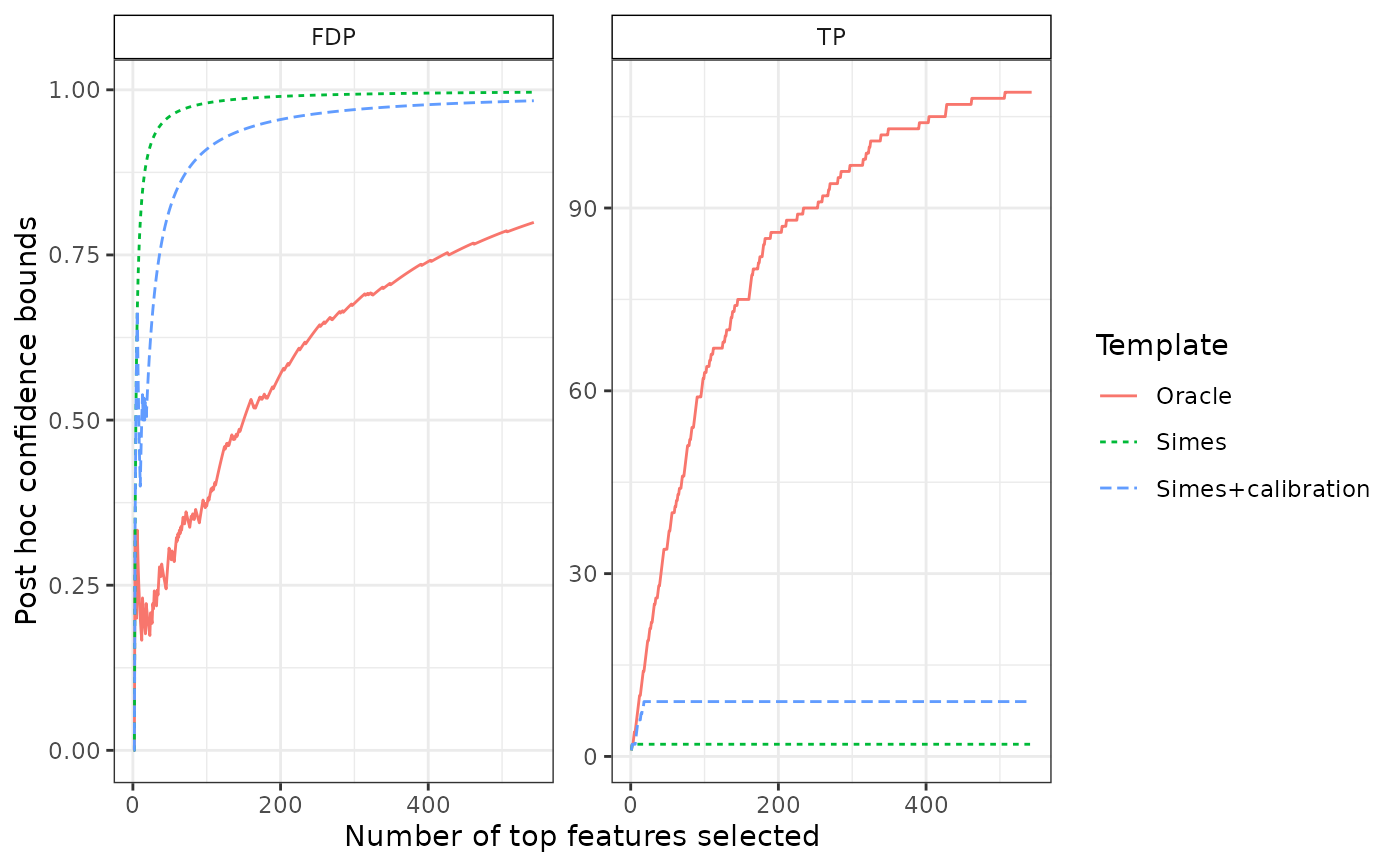 FDP
TP
Post hoc confidence bounds
1.00
0.75
0.50
0.25
0.00
90
60
30
0
0
200
400
0
200
400
Number of top features selected
Template
Oracle
Simes
Simes+calibration